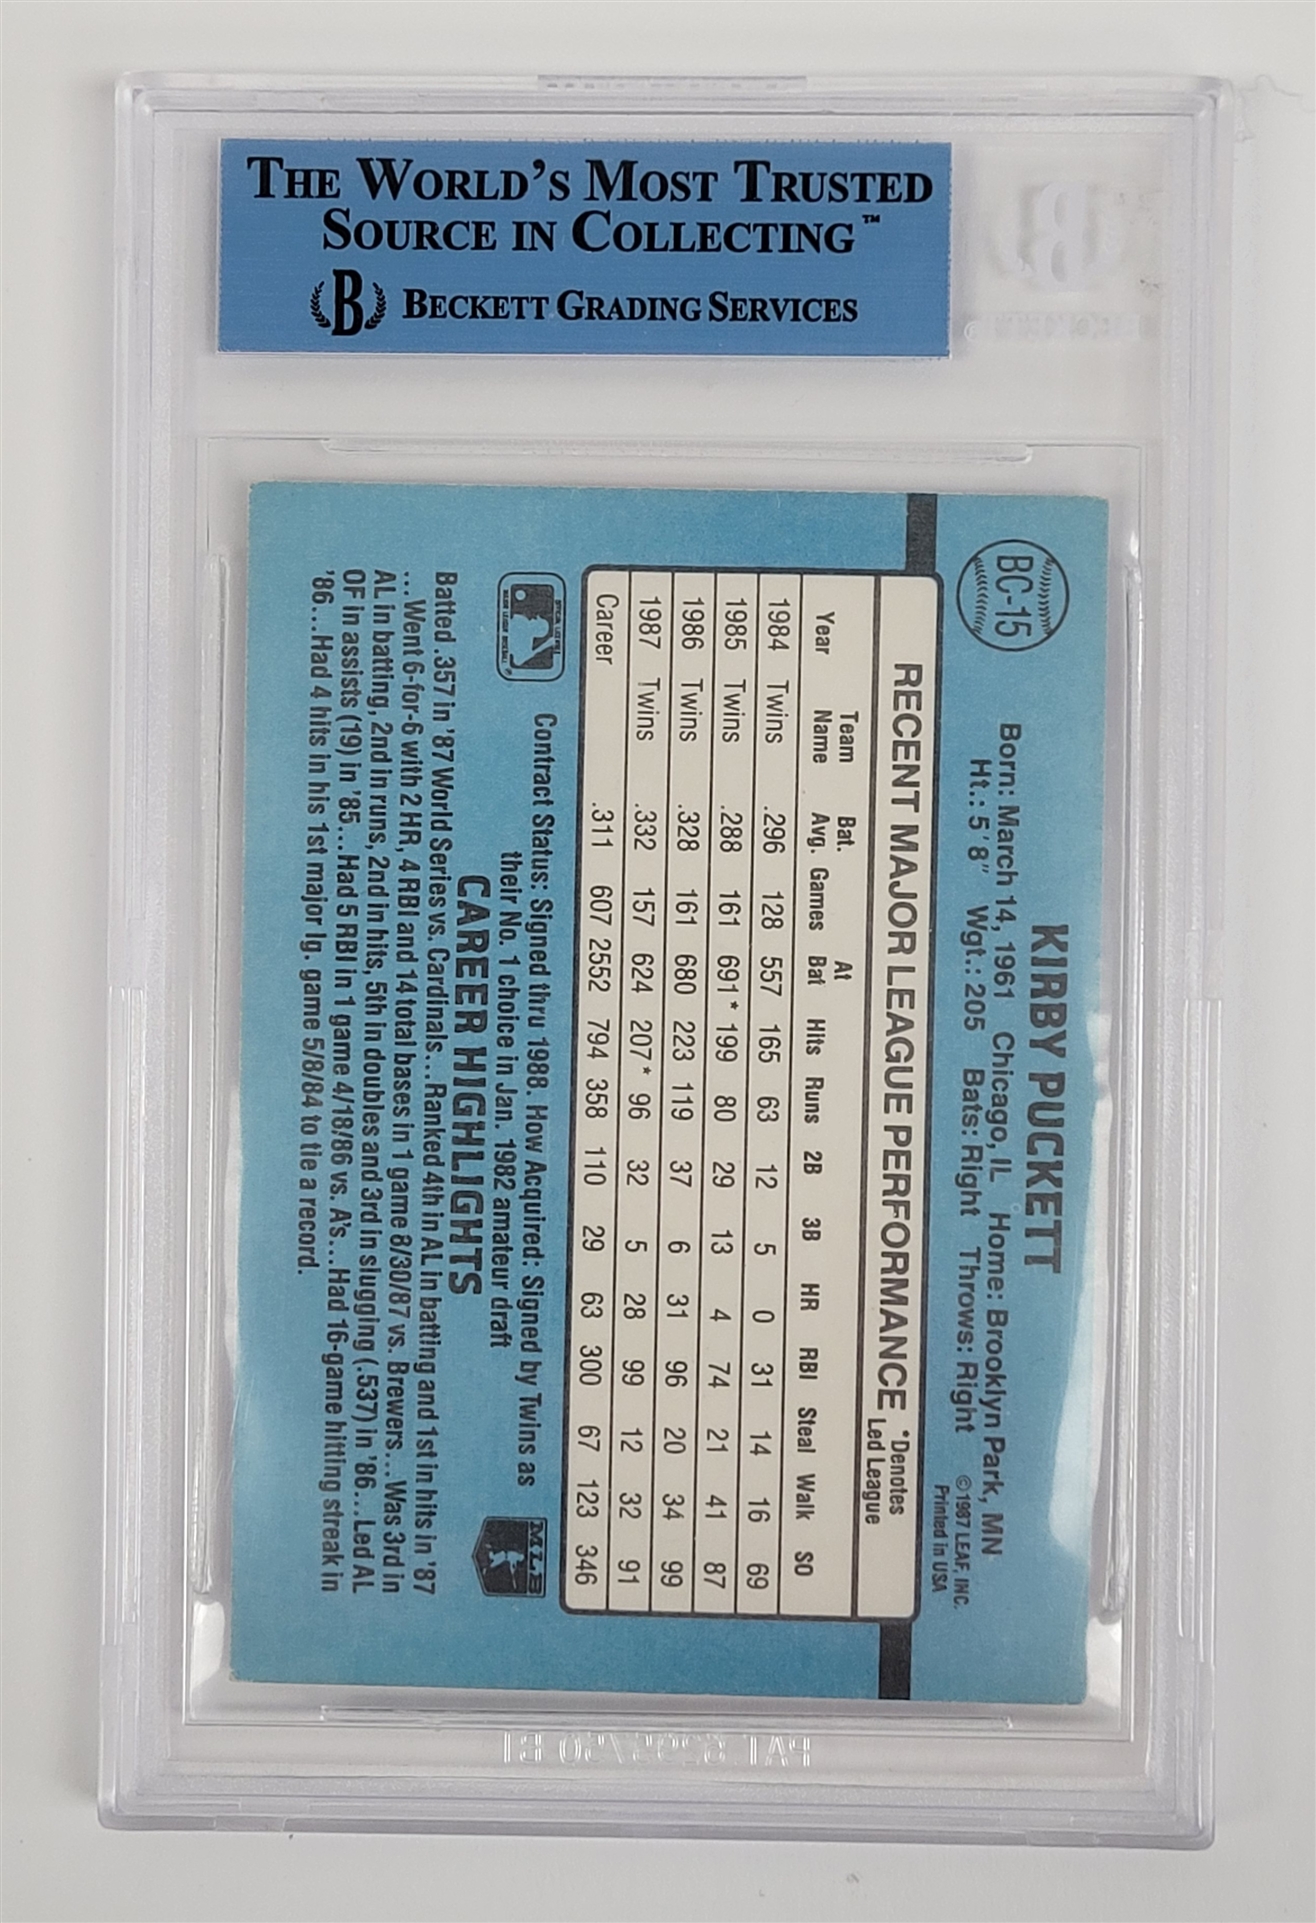 THE WORLD'S MOST TRUSTED
SOURCE IN COLLECTING™
B BECKETT GRADING SERVICES
BC-15
KIRBY PUCKETT
Born: March 14, 1961 Chicago, IL Home: Brooklyn Park, MN
Ht.: 5'8" Wgt.: 205 Bats: Right Throws: Right
©1987 LEAF, INC.
Printed in USA
RECENT MAJOR LEAGUE PERFORMANCE *Denotes
Led League
Year Team Name Bat. Avg. Games At Bat Hits Runs 2B 3B HR RBI Steal Walk SO
1984 Twins .296 128 557 165 63 12 5 0 31 14 16 69
1985 Twins .288 161 691* 199 80 29 13 4 74 21 41 87
1986 Twins .328 161 680 223 119 37 6 31 96 20 34 99
1987 Twins .332 157 624 207* 96 32 5 28 99 12 32 91
Career .311 607 2552 794 358 110 29 63 300 67 123 346
Contract Status: Signed thru 1988. How Acquired: Signed by Twins as
their No. 1 choice in Jan. 1982 amateur draft
MLB
CAREER HIGHLIGHTS
Batted .357 in '87 World Series vs. Cardinals...Ranked 4th in AL in batting and 1st in hits in '87
...Went 6-for-6 with 2 HR, 4 RBI and 14 total bases in 1 game 8/30/87 vs. Brewers...Was 3rd in
AL in batting, 2nd in runs, 2nd in hits, 5th in doubles and 3rd in slugging (.537) in '86...Led AL
OF in assists (19) in '85...Had 5 RBI in 1 game 4/18/86 vs. A's...Had 16-game hitting streak in
'86...Had 4 hits in his 1st major lg. game 5/8/84 to tie a record.